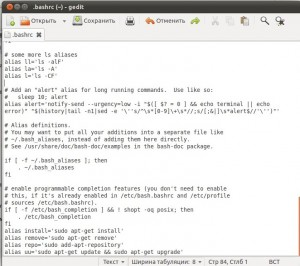 .bashrc (~) - gedit
Открыть Сохранить Отменить
.bashrc
# some more ls aliases
alias ll='ls -alF'
alias la='ls -A'
alias l='ls -CF'
# Add an "alert" alias for long running commands. Use like so:
# sleep 10; alert
alias alert='notify-send --urgency=low -i "$([ $? = 0 ] && echo terminal || echo
error)" "$(history|tail -n1|sed -e '\''s/^\s*[0-9]\+\s*//;s/[;&|]\s*alert$//'\'')"'
# Alias definitions.
# You may want to put all your additions into a separate file like
# ~/.bash_aliases, instead of adding them here directly.
# See /usr/share/doc/bash-doc/examples in the bash-doc package.
if [ -f ~/.bash_aliases ]; then
. ~/.bash_aliases
fi
# enable programmable completion features (you don't need to enable
# this, if it's already enabled in /etc/bash.bashrc and /etc/profile
# sources /etc/bash.bashrc).
if [ -f /etc/bash_completion ] && ! shopt -oq posix; then
. /etc/bash_completion
fi
alias install='sudo apt-get install'
alias remove='sudo apt-get remove'
alias repo='sudo add-apt-repository'
alias uu='sudo apt-get update && sudo apt-get upgrade'
Текст Ширина табуляции: 8 Стр 84, Стлб 1 ВСТ